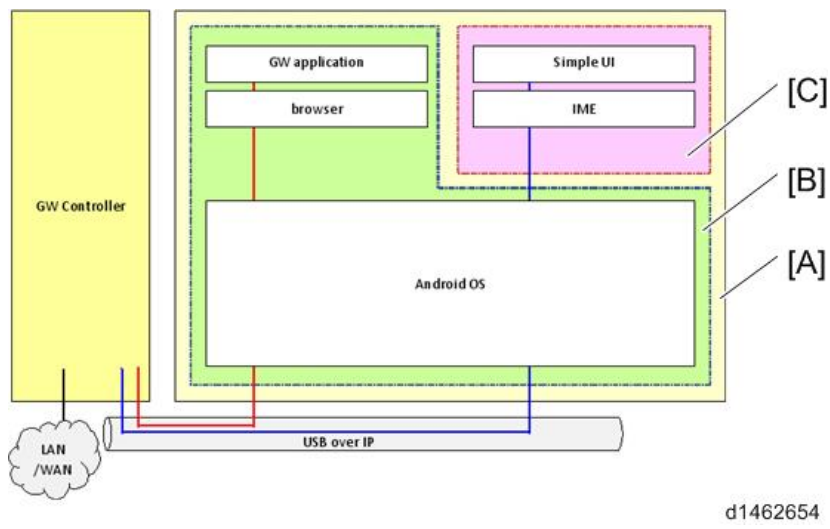 GW application
Simple UI
[C]
browser
IME
[B]
GW Controller
[A]
Android OS
USB over IP
LAN
/WAN
d1462654